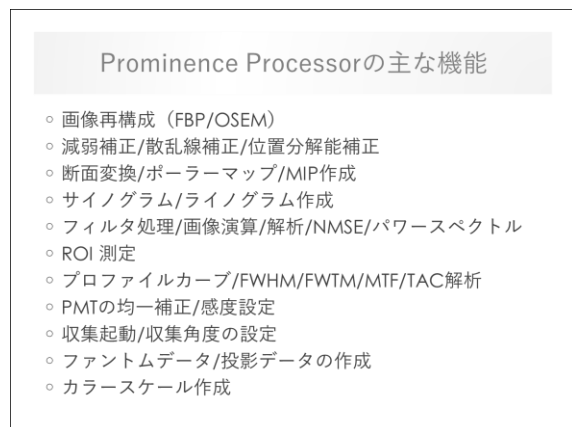 Prominence Processorの主な機能
○ 画像再構成（FBP/OSEM）
○ 減弱補正/散乱線補正/位置分解能補正
○ 断面変換/ポーラーマップ/MIP作成
○ サイノグラム/ライノグラム作成
○ フィルタ処理/画像演算/解析/NMSE/パワースペクトル
○ ROI 測定
○ プロファイルカーブ/FWHM/FWTM/MTF/TAC解析
○ PMTの均一補正/感度設定
○ 収集起動/収集角度の設定
○ ファントムデータ/投影データの作成
○ カラースケール作成